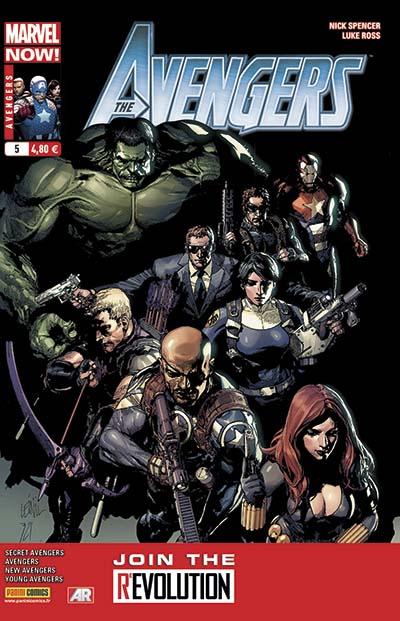 MARVEL
NOW!
AVENGERS
5 4,80 €
NICK SPENCER
LUKE ROSS
THE AVENGERS
SECRET AVENGERS
AVENGERS
NEW AVENGERS
YOUNG AVENGERS
PANINI COMICS
www.paninicomics.fr
AR
JOIN THE
R'EVOLUTION